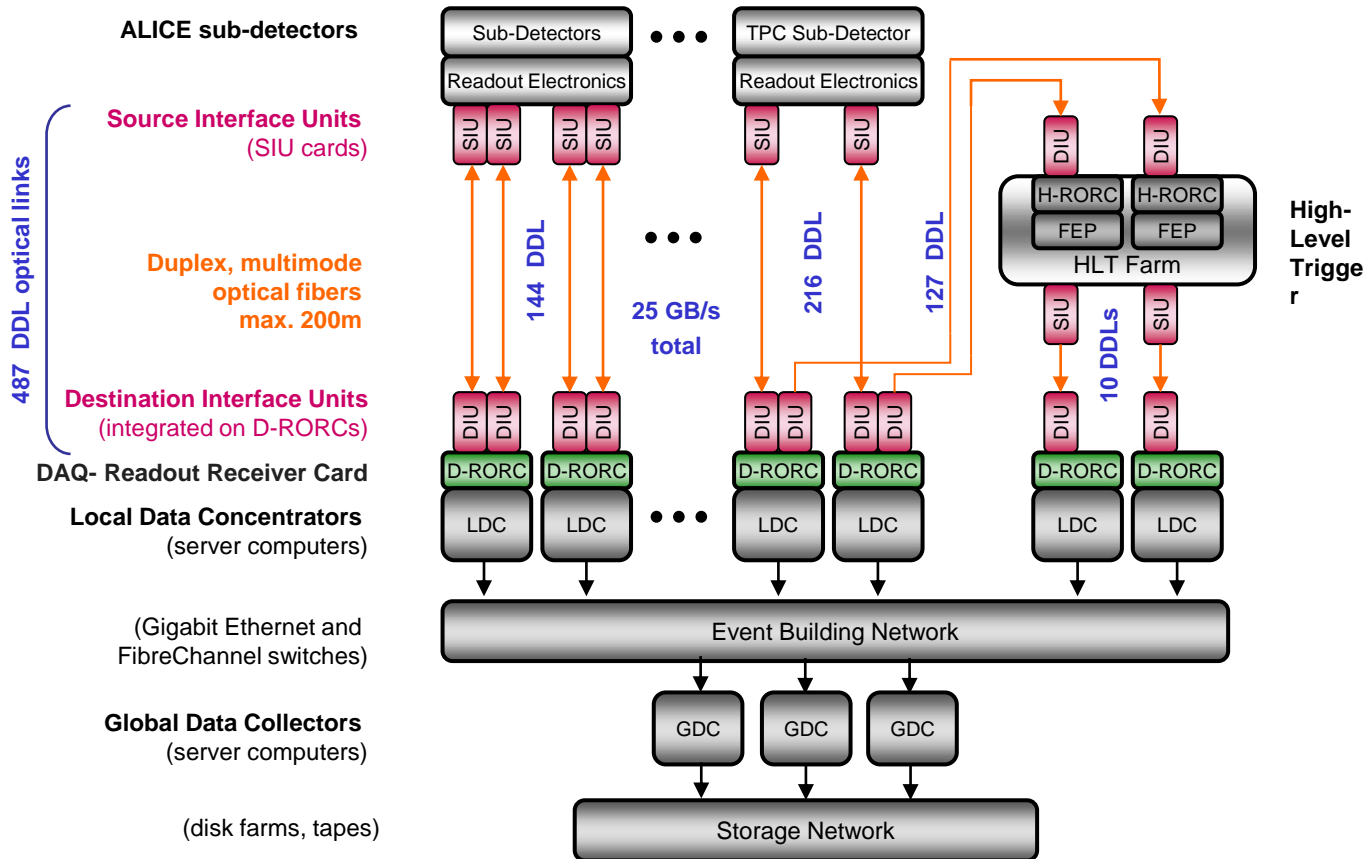 ALICE sub-detectors
Sub-Detectors
TPC Sub-Detector
Readout Electronics
Readout Electronics
Source Interface Units
(SIU cards)
SIU
SIU
SIU
SIU
SIU
SIU
DIU
DIU
H-RORC
H-RORC
FEP
FEP
HLT Farm
High-
Level
Trigge
r
487 DDL optical links
Duplex, multimode
optical fibers
max. 200m
144 DDL
25 GB/s
total
216 DDL
127 DDL
SIU
SIU
10 DDLs
Destination Interface Units
(integrated on D-RORCs)
DIU
DIU
DIU
DIU
DIU
DIU
DIU
DIU
DIU
DIU
DAQ- Readout Receiver Card
D-RORC
D-RORC
D-RORC
D-RORC
D-RORC
D-RORC
Local Data Concentrators
(server computers)
LDC
LDC
LDC
LDC
LDC
LDC
(Gigabit Ethernet and
FibreChannel switches)
Event Building Network
Global Data Collectors
(server computers)
GDC
GDC
GDC
(disk farms, tapes)
Storage Network